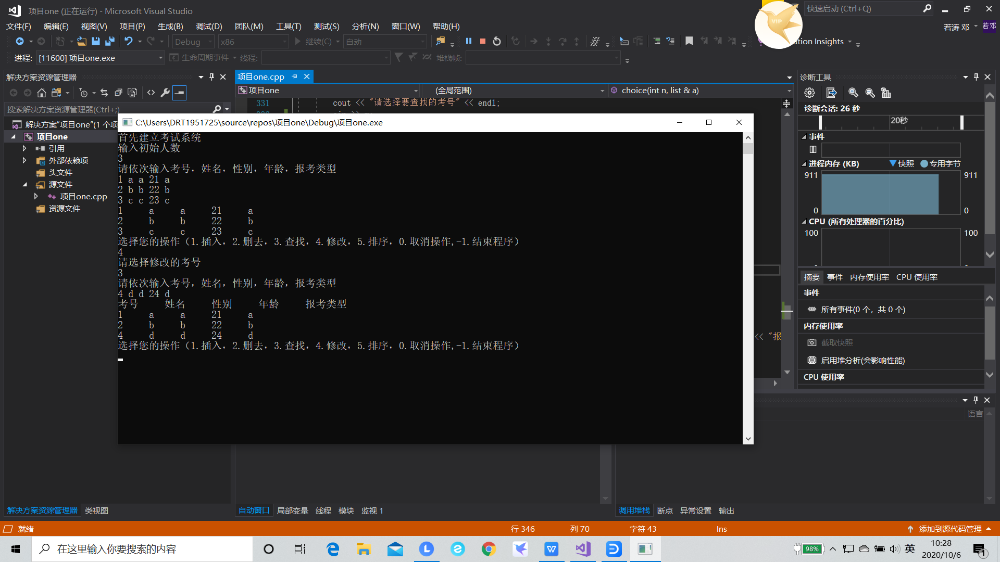 项目one (正在运行) - Microsoft Visual Studio
快速启动 (Ctrl+Q)
文件(F) 编辑(E) 视图(V) 项目(P) 生成(B) 调试(D) 团队(M) 工具(T) 测试(S) 分析(N) 窗口(W) 帮助(H)
VIP
若涛 邓 若邓
Debug x86 继续(C) 自动 ation Insights
进程: [11600] 项目one.exe 生命周期事件 线程: 堆栈帧:
解决方案资源管理器
搜索解决方案资源管理器(Ctrl+;)
解决方案"项目one"(1 个项
项目one
引用
外部依赖项
头文件
源文件
项目one.cpp
资源文件
解决方案资源管理器 类视图
项目one.cpp
项目one (全局范围) choice(int n, list & a)
331 cout << "请选择要查找的考号" << endl;
<< "报
C:\Users\DRT1951725\source\repos\项目one\Debug\项目one.exe
首先建立考试系统
输入初始人数
3
请依次输入考号，姓名，性别，年龄，报考类型
1 a a 21 a
2 b b 22 b
3 c c 23 c
1 a a 21 a
2 b b 22 b
3 c c 23 c
选择您的操作（1.插入，2.删去，3.查找，4.修改，5.排序，0.取消操作,-1.结束程序）
4
请选择修改的考号
3
请依次输入考号，姓名，性别，年龄，报考类型
4 d d 24 d
考号 姓名 性别 年龄 报考类型
1 a a 21 a
2 b b 22 b
4 d d 24 d
选择您的操作（1.插入，2.删去，3.查找，4.修改，5.排序，0.取消操作,-1.结束程序）
诊断工具
诊断会话: 26 秒
20秒
事件
进程内存 (KB) 快照 专用字节
911 911
0 0
CPU (所有处理器的百分比)
100 100
摘要 事件 内存使用率 CPU 使用率
事件
所有事件(0 个，共 0 个)
内存使用率
截取快照
启用堆分析(会影响性能)
CPU 使用率
语言
自动窗口 局部变量 线程 模块 监视 1
调用堆栈 断点 异常设置 输出
就绪 行 346 列 70 字符 43 Ins 添加到源代码管理
在这里输入你要搜索的内容
98% 英
10:28
2020/10/6
1